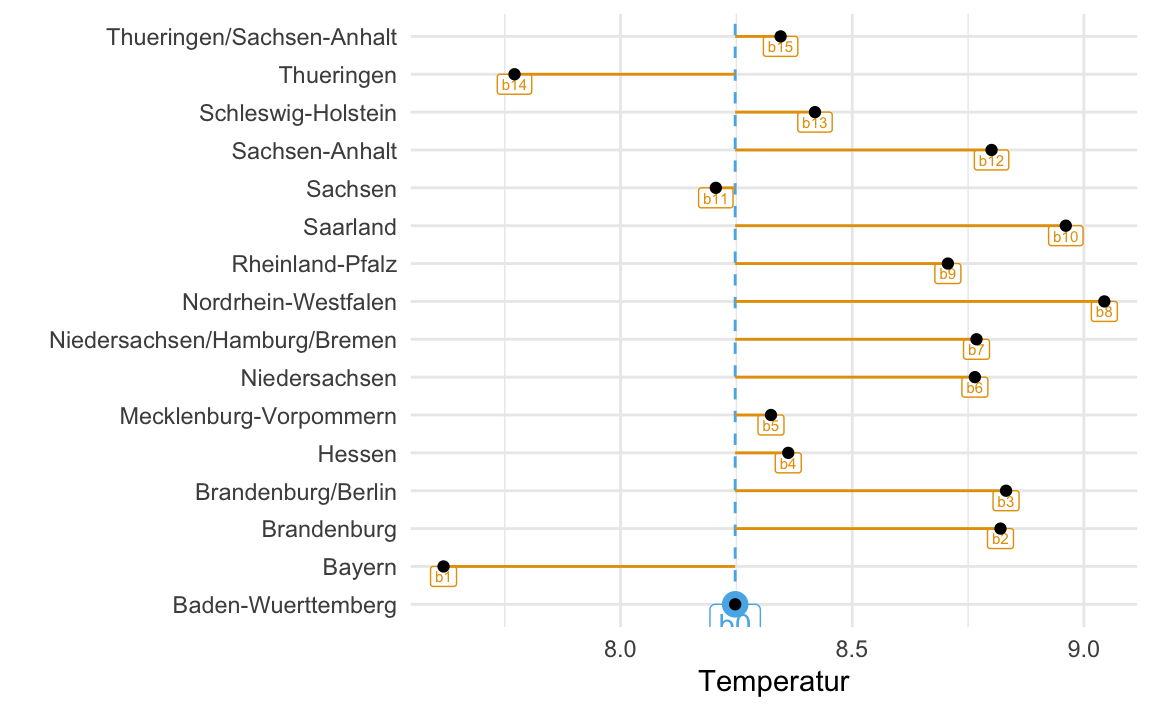 Thueringen/Sachsen-Anhalt
b15
Thueringen
b14
Schleswig-Holstein
b13
Sachsen-Anhalt
b12
Sachsen
b11
Saarland
b10
Rheinland-Pfalz
b9
Nordrhein-Westfalen
b8
Niedersachsen/Hamburg/Bremen
b7
Niedersachsen
b6
Mecklenburg-Vorpommern
b5
Hessen
b4
Brandenburg/Berlin
b3
Brandenburg
b2
Bayern
b1
Baden-Wuerttemberg
b0
8.0 8.5 9.0
Temperatur